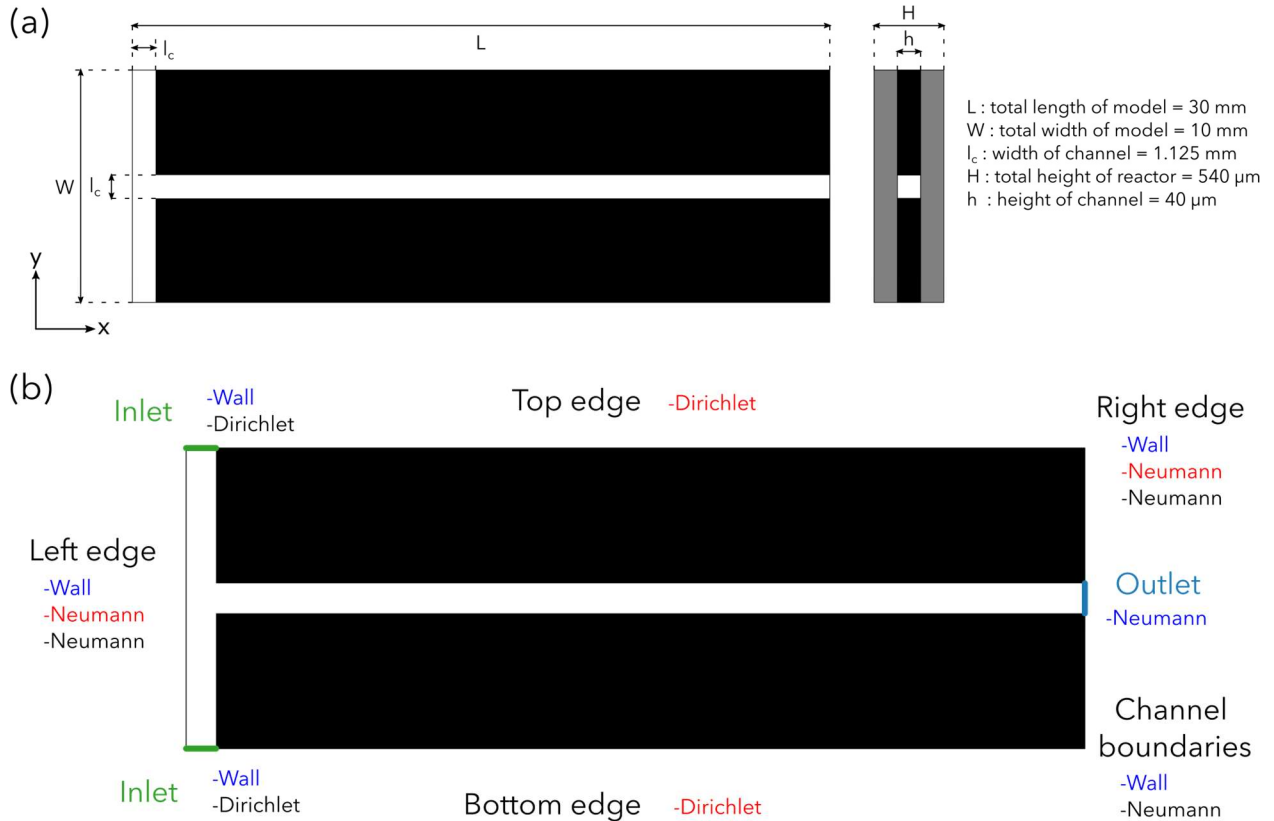 (a)
L
l_c
H
h
W
l_c
y
x
L : total length of model = 30 mm
W : total width of model = 10 mm
l_c : width of channel = 1.125 mm
H : total height of reactor = 540 µm
h : height of channel = 40 µm
(b)
Inlet
-Wall
-Dirichlet
Top edge -Dirichlet
Right edge
-Wall
-Neumann
-Neumann
Left edge
-Wall
-Neumann
-Neumann
Outlet
-Neumann
Channel
boundaries
-Wall
-Neumann
Inlet
-Wall
-Dirichlet
Bottom edge -Dirichlet